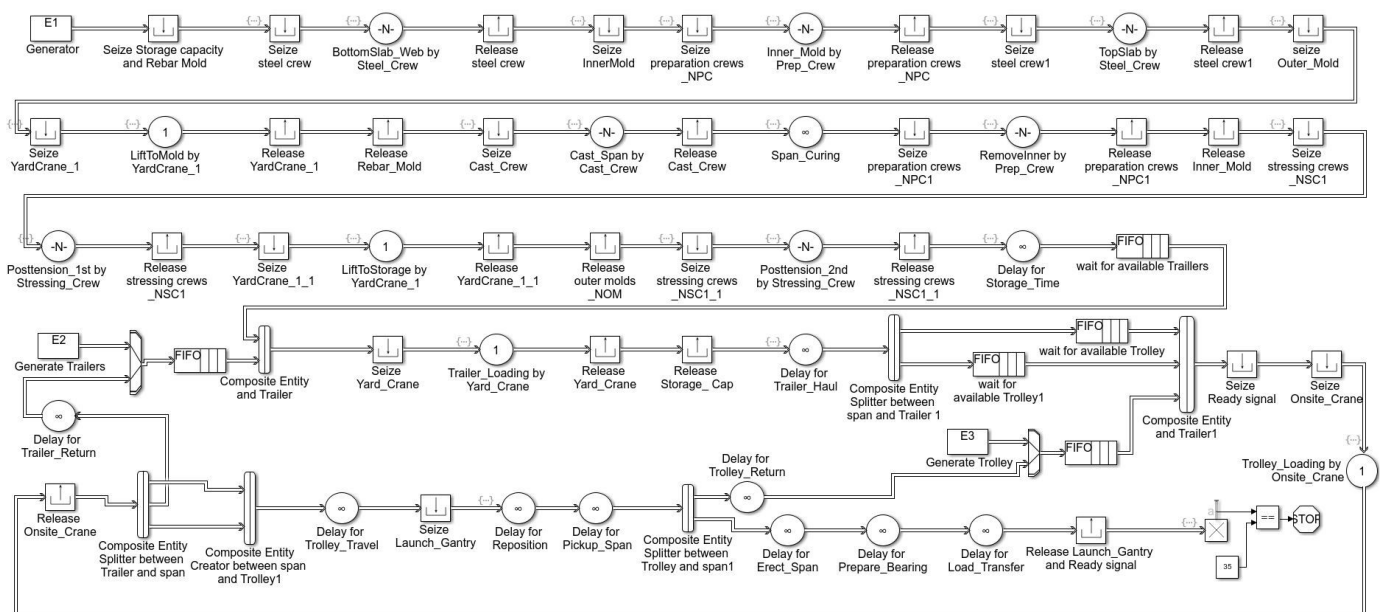 E1
Generator
Seize Storage capacity
and Rebar Mold
{···}
Seize
steel crew
{···}
-N-
BottomSlab_Web by
Steel_Crew
Release
steel crew
Seize
InnerMold
{···}
Seize
preparation crews
_NPC
{···}
-N-
Inner_Mold by
Prep_Crew
Release
preparation crews
_NPC
{···}
Seize
steel crew1
{···}
-N-
TopSlab by
Steel_Crew
Release
steel crew1
{···}
seize
Outer_Mold
{···}
Seize
YardCrane_1
{···}
1
LiftToMold by
YardCrane_1
Release
YardCrane_1
Release
Rebar_Mold
{···}
Seize
Cast_Crew
{···}
-N-
Cast_Span by
Cast_Crew
Release
Cast_Crew
{···}
∞
Span_Curing
{···}
Seize
preparation crews
_NPC1
{···}
-N-
RemoveInner by
Prep_Crew
Release
preparation crews
_NPC1
Release
Inner_Mold
{···}
Seize
stressing crews
_NSC1
{···}
-N-
Posttension_1st by
Stressing_Crew
Release
stressing crews
_NSC1
{···}
Seize
YardCrane_1_1
{···}
1
LiftToStorage by
YardCrane_1
Release
YardCrane_1_1
Release
outer molds
_NOM
{···}
Seize
stressing crews
_NSC1_1
{···}
-N-
Posttension_2nd
by Stressing_Crew
Release
stressing crews
_NSC1_1
{···}
∞
Delay for
Storage_Time
FIFO
wait for available Traillers
E2
Generate Trailers
FIFO
Composite Entity
and Trailer
Seize
Yard_Crane
{···}
1
Trailer_Loading by
Yard_Crane
Release
Yard_Crane
Release
Storage_ Cap
{···}
∞
Delay for
Trailer_Haul
Composite Entity
Splitter between
span and Trailer 1
FIFO
wait for available Trolley
FIFO
wait for
available Trolley1
E3
Generate Trolley
FIFO
Composite Entity
and Trailer1
Seize
Ready signal
Seize
Onsite_Crane
{···}
Trolley_Loading by
Onsite_Crane
1
∞
Delay for
Trailer_Return
Release
Onsite_Crane
Composite Entity
Splitter between
Trailer and span
Composite Entity
Creator between span
and Trolley1
∞
Delay for
Trolley_Travel
Seize
Launch_Gantry
{···}
∞
Delay for
Reposition
∞
Delay for
Pickup_Span
Composite Entity
Splitter between
Trolley and span1
Delay for
Trolley_Return
∞
∞
Delay for
Erect_Span
∞
Delay for
Prepare_Bearing
∞
Delay for
Load_Transfer
Release Launch_Gantry
and Ready signal
{···}
a
==
STOP
35